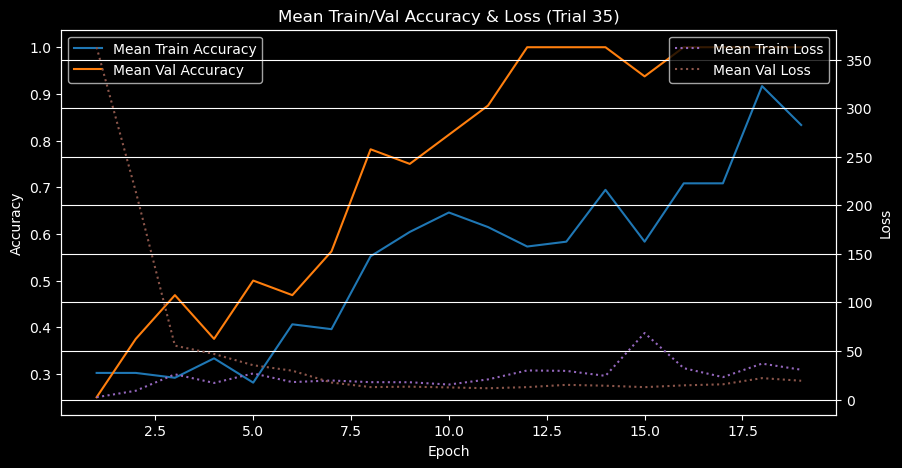 Mean Train/Val Accuracy & Loss (Trial 35)
Mean Train Accuracy
Mean Val Accuracy
Mean Train Loss
Mean Val Loss
1.0
0.9
0.8
0.7
0.6
0.5
0.4
0.3
Accuracy
350
300
250
200
150
100
50
0
Loss
2.5
5.0
7.5
10.0
12.5
15.0
17.5
Epoch